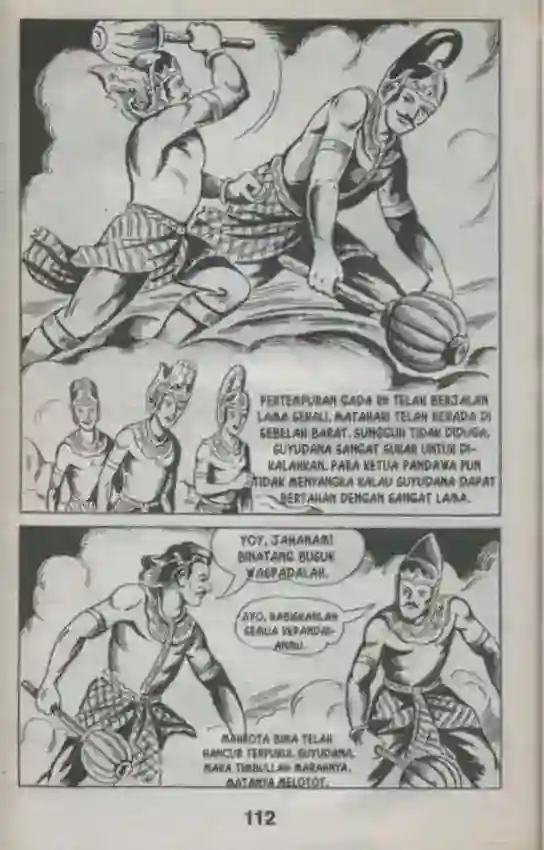 PERTEMPURAN GADA INI TELAH BERJALAN
LAMA SEKALI. MATAHARI TELAH BERADA DI
SEBELAH BARAT. SUNGGUH TIDAK DIDUGA,
SUYUDANA SANGAT SUKAR UNTUK DI-
KALAHKAN. PARA KETUA PANDAWA PUN
TIDAK MENYANGKA KALAU SUYUDANA DAPAT
BERTAHAN DENGAN SANGAT LAMA.
YOY, JAHANAM!
BINATANG BUSUK
WASPADALAH.
AYO, HABISKANLAH
SEMUA KEPANDAI-
ANMU.
MAHKOTA BIMA TELAH
HANCUR TERPUKUL SUYUDANA,
MAKA TIMBULLAH MARAHNYA.
MATANYA MELOTOT.
112